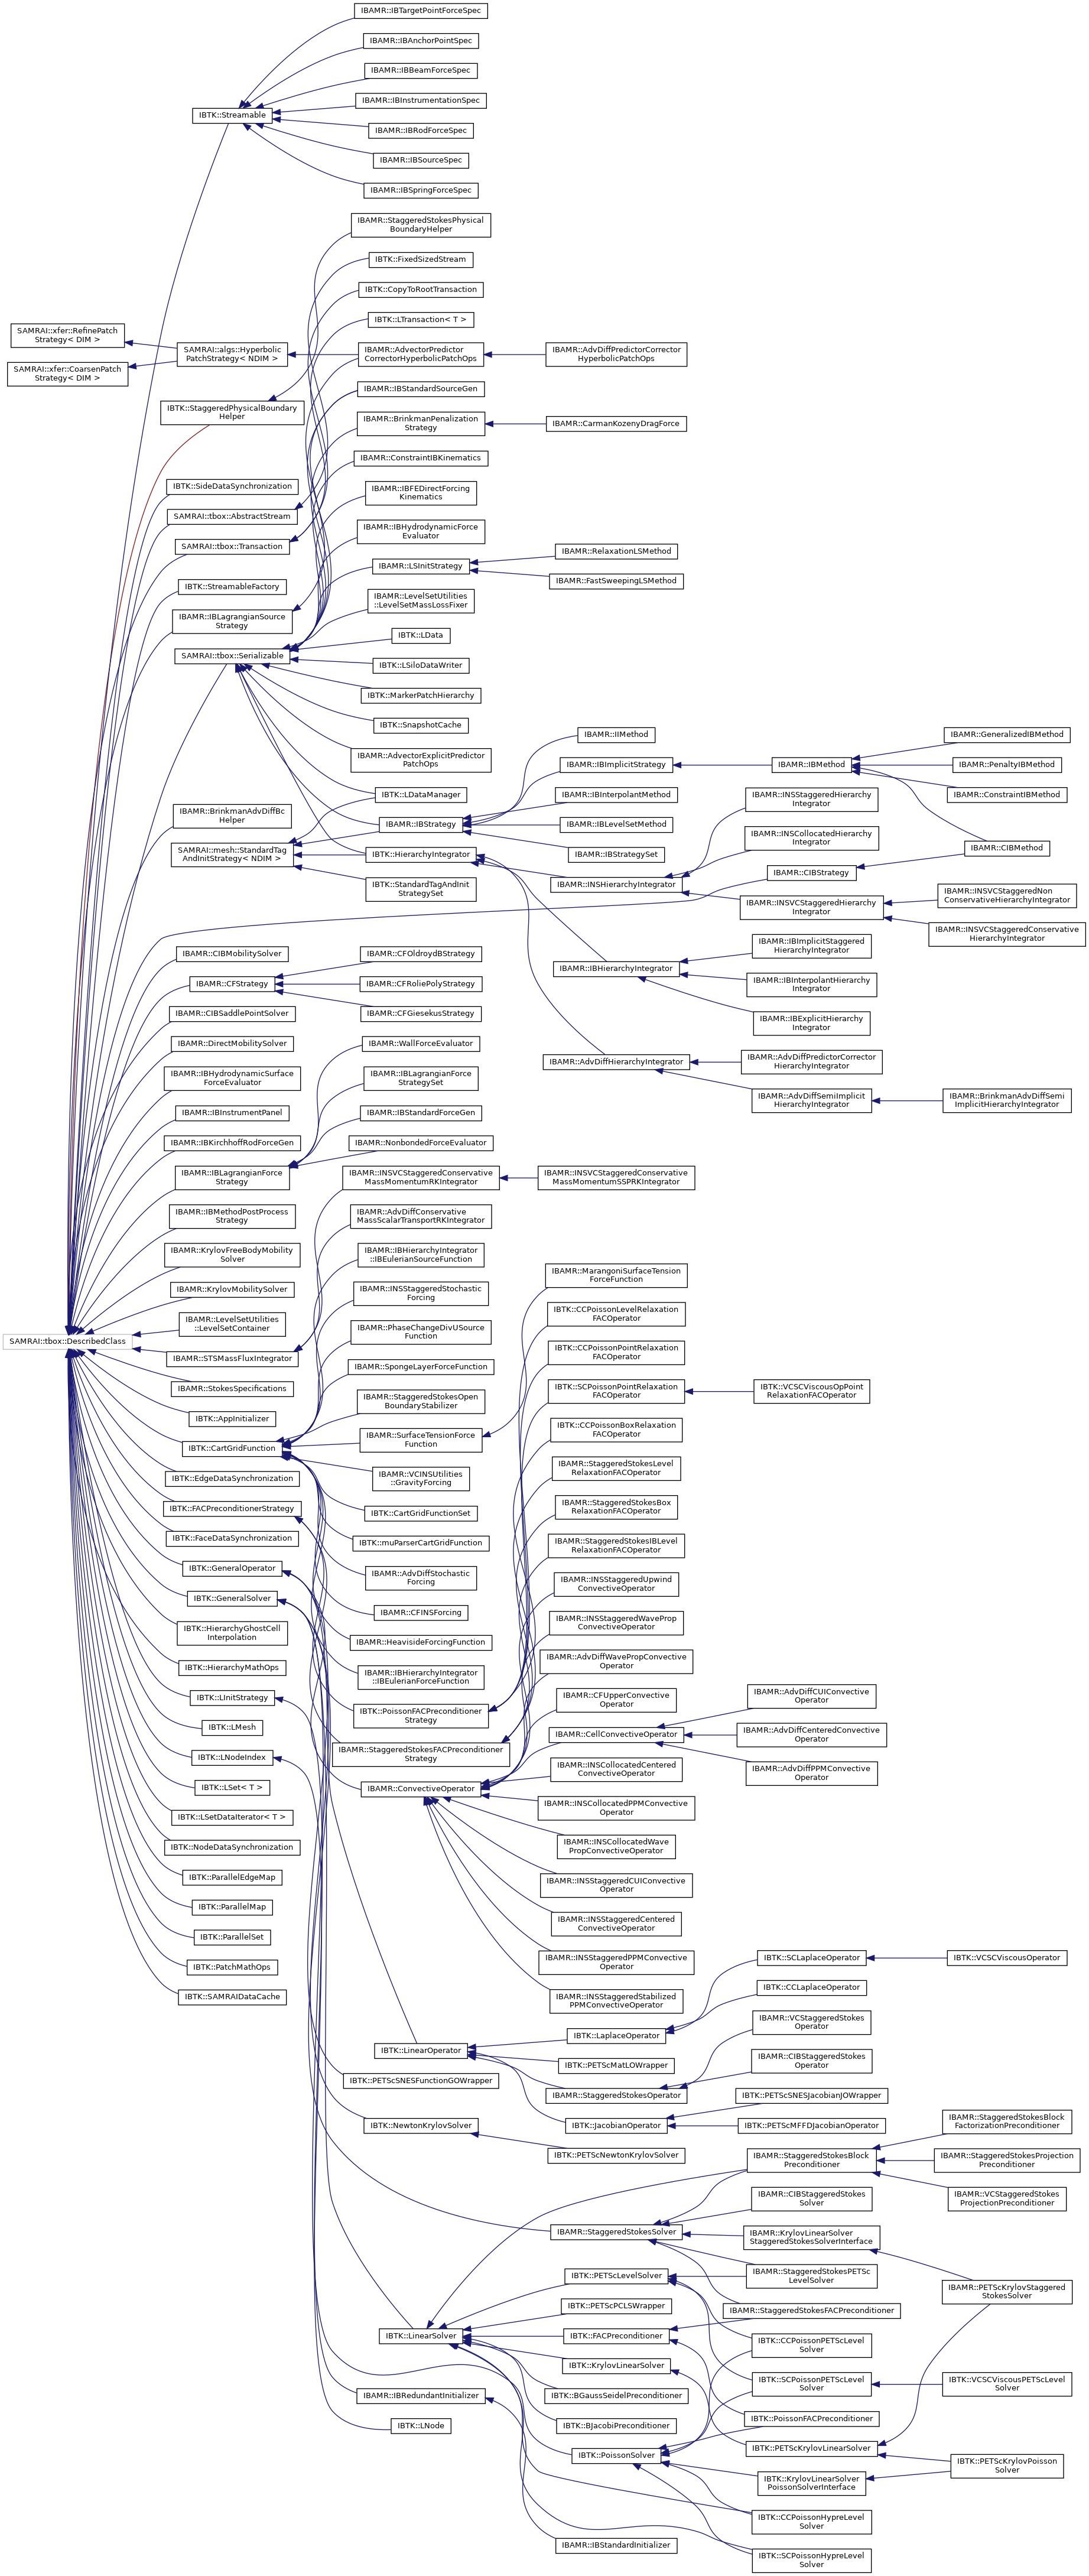 IBAMR::IBTargetPointForceSpec
IBAMR::IBAnchorPointSpec
IBAMR::IBBeamForceSpec
IBAMR::IBInstrumentationSpec
IBTK::Streamable
IBAMR::IBRodForceSpec
IBAMR::IBSourceSpec
IBAMR::IBSpringForceSpec
IBAMR::StaggeredStokesPhysical
BoundaryHelper
IBTK::FixedSizedStream
IBTK::CopyToRootTransaction
IBTK::LTransaction< T >
SAMRAI::xfer::RefinePatch
Strategy< DIM >
SAMRAI::xfer::CoarsenPatch
Strategy< DIM >
SAMRAI::algs::Hyperbolic
PatchStrategy< NDIM >
IBAMR::AdvectorPredictor
CorrectorHyperbolicPatchOps
IBAMR::AdvDiffPredictorCorrector
HyperbolicPatchOps
IBAMR::IBStandardSourceGen
IBTK::StaggeredPhysicalBoundary
Helper
IBAMR::BrinkmanPenalization
Strategy
IBAMR::CarmanKozenyDragForce
IBAMR::ConstraintIBKinematics
IBTK::SideDataSynchronization
IBAMR::IBFEDirectForcing
Kinematics
SAMRAI::tbox::AbstractStream
IBAMR::IBHydrodynamicForce
Evaluator
SAMRAI::tbox::Transaction
IBAMR::RelaxationLSMethod
IBAMR::LSInitStrategy
IBAMR::FastSweepingLSMethod
IBTK::StreamableFactory
IBAMR::LevelSetUtilities
::LevelSetMassLossFixer
IBAMR::IBLagrangianSource
Strategy
IBTK::LData
SAMRAI::tbox::Serializable
IBTK::LSiloDataWriter
IBTK::MarkerPatchHierarchy
IBTK::SnapshotCache
IBAMR::AdvectorExplicitPredictor
PatchOps
IBAMR::IIMethod
IBAMR::GeneralizedIBMethod
IBAMR::IBImplicitStrategy
IBAMR::IBMethod
IBAMR::PenaltyIBMethod
IBTK::LDataManager
IBAMR::IBInterpolantMethod
IBAMR::INSStaggeredHierarchy
Integrator
IBAMR::ConstraintIBMethod
IBAMR::BrinkmanAdvDiffBc
Helper
IBAMR::IBStrategy
IBAMR::IBLevelSetMethod
IBAMR::INSCollocatedHierarchy
Integrator
IBAMR::CIBMethod
SAMRAI::mesh::StandardTag
AndInitStrategy< NDIM >
IBTK::HierarchyIntegrator
IBAMR::IBStrategySet
IBAMR::CIBStrategy
IBTK::StandardTagAndInit
StrategySet
IBAMR::INSHierarchyIntegrator
IBAMR::INSVCStaggeredHierarchy
Integrator
IBAMR::INSVCStaggeredNon
ConservativeHierarchyIntegrator
IBAMR::INSVCStaggeredConservative
HierarchyIntegrator
IBAMR::CIBMobilitySolver
IBAMR::CFOldroydBStrategy
IBAMR::IBImplicitStaggered
HierarchyIntegrator
IBAMR::IBHierarchyIntegrator
IBAMR::CFStrategy
IBAMR::CFRoliePolyStrategy
IBAMR::IBInterpolantHierarchy
Integrator
IBAMR::CIBSaddlePointSolver
IBAMR::CFGiesekusStrategy
IBAMR::IBExplicitHierarchy
Integrator
IBAMR::DirectMobilitySolver
IBAMR::WallForceEvaluator
IBAMR::AdvDiffHierarchyIntegrator
IBAMR::AdvDiffPredictorCorrector
HierarchyIntegrator
IBAMR::IBHydrodynamicSurface
ForceEvaluator
IBAMR::IBLagrangianForce
StrategySet
IBAMR::AdvDiffSemiImplicit
HierarchyIntegrator
IBAMR::BrinkmanAdvDiffSemi
ImplicitHierarchyIntegrator
IBAMR::IBInstrumentPanel
IBAMR::IBStandardForceGen
IBAMR::IBKirchhoffRodForceGen
IBAMR::NonbondedForceEvaluator
IBAMR::IBLagrangianForce
Strategy
IBAMR::INSVCStaggeredConservative
MassMomentumRKIntegrator
IBAMR::INSVCStaggeredConservative
MassMomentumSSPRKIntegrator
IBAMR::IBMethodPostProcess
Strategy
IBAMR::AdvDiffConservative
MassScalarTransportRKIntegrator
IBAMR::KrylovFreeBodyMobility
Solver
IBAMR::IBHierarchyIntegrator
::IBEulerianSourceFunction
IBAMR::KrylovMobilitySolver
IBAMR::INSStaggeredStochastic
Forcing
IBAMR::MarangoniSurfaceTension
ForceFunction
IBAMR::LevelSetUtilities
::LevelSetContainer
IBAMR::PhaseChangeDivUSource
Function
IBTK::CCPoissonLevelRelaxation
FACOperator
SAMRAI::tbox::DescribedClass
IBAMR::STSMassFluxIntegrator
IBAMR::SpongeLayerForceFunction
IBTK::CCPoissonPointRelaxation
FACOperator
IBAMR::StokesSpecifications
IBAMR::StaggeredStokesOpen
BoundaryStabilizer
IBTK::SCPoissonPointRelaxation
FACOperator
IBTK::VCSCViscousOpPoint
RelaxationFACOperator
IBTK::AppInitializer
IBAMR::SurfaceTensionForce
Function
IBTK::CCPoissonBoxRelaxation
FACOperator
IBTK::CartGridFunction
IBAMR::VCINSUtilities
::GravityForcing
IBAMR::StaggeredStokesLevel
RelaxationFACOperator
IBTK::EdgeDataSynchronization
IBTK::CartGridFunctionSet
IBAMR::StaggeredStokesBox
RelaxationFACOperator
IBTK::FACPreconditionerStrategy
IBTK::muParserCartGridFunction
IBAMR::StaggeredStokesIBLevel
RelaxationFACOperator
IBTK::FaceDataSynchronization
IBAMR::AdvDiffStochastic
Forcing
IBAMR::INSStaggeredUpwind
ConvectiveOperator
IBTK::GeneralOperator
IBAMR::CFINSForcing
IBAMR::INSStaggeredWaveProp
ConvectiveOperator
IBTK::GeneralSolver
IBAMR::HeavisideForcingFunction
IBAMR::AdvDiffWavePropConvective
Operator
IBTK::HierarchyGhostCell
Interpolation
IBAMR::IBHierarchyIntegrator
::IBEulerianForceFunction
IBAMR::CFUpperConvective
Operator
IBAMR::AdvDiffCUIConvective
Operator
IBTK::HierarchyMathOps
IBTK::PoissonFACPreconditioner
Strategy
IBAMR::CellConvectiveOperator
IBAMR::AdvDiffCenteredConvective
Operator
IBTK::LInitStrategy
IBAMR::StaggeredStokesFACPreconditioner
Strategy
IBAMR::INSCollocatedCentered
ConvectiveOperator
IBAMR::AdvDiffPPMConvective
Operator
IBTK::LMesh
IBAMR::ConvectiveOperator
IBAMR::INSCollocatedPPMConvective
Operator
IBTK::LNodeIndex
IBAMR::INSCollocatedWave
PropConvectiveOperator
IBTK::LSet< T >
IBAMR::INSStaggeredCUIConvective
Operator
IBTK::LSetDataIterator< T >
IBAMR::INSStaggeredCentered
ConvectiveOperator
IBTK::NodeDataSynchronization
IBAMR::INSStaggeredPPMConvective
Operator
IBTK::ParallelEdgeMap
IBAMR::INSStaggeredStabilized
PPMConvectiveOperator
IBTK::ParallelMap
IBTK::ParallelSet
IBTK::PatchMathOps
IBTK::SAMRAIDataCache
IBTK::SCLaplaceOperator
IBTK::VCSCViscousOperator
IBTK::CCLaplaceOperator
IBTK::LaplaceOperator
IBAMR::VCStaggeredStokes
Operator
IBTK::LinearOperator
IBTK::PETScMatLOWrapper
IBAMR::CIBStaggeredStokes
Operator
IBTK::PETScSNESFunctionGOWrapper
IBAMR::StaggeredStokesOperator
IBTK::PETScSNESJacobianJOWrapper
IBTK::NewtonKrylovSolver
IBTK::JacobianOperator
IBTK::PETScMFFDJacobianOperator
IBTK::PETScNewtonKrylovSolver
IBAMR::StaggeredStokesBlock
FactorizationPreconditioner
IBAMR::StaggeredStokesBlock
Preconditioner
IBAMR::StaggeredStokesProjection
Preconditioner
IBAMR::VCStaggeredStokes
ProjectionPreconditioner
IBAMR::CIBStaggeredStokes
Solver
IBAMR::StaggeredStokesSolver
IBAMR::KrylovLinearSolver
StaggeredStokesSolverInterface
IBTK::PETScLevelSolver
IBAMR::StaggeredStokesPETSc
LevelSolver
IBAMR::PETScKrylovStaggered
StokesSolver
IBTK::PETScPCLSWrapper
IBAMR::StaggeredStokesFACPreconditioner
IBTK::LinearSolver
IBTK::FACPreconditioner
IBTK::CCPoissonPETScLevel
Solver
IBTK::KrylovLinearSolver
IBTK::SCPoissonPETScLevel
Solver
IBTK::VCSCViscousPETScLevel
Solver
IBAMR::IBRedundantInitializer
IBTK::BGaussSeidelPreconditioner
IBTK::PoissonFACPreconditioner
IBTK::LNode
IBTK::BJacobiPreconditioner
IBTK::PETScKrylovLinearSolver
IBTK::PoissonSolver
IBTK::KrylovLinearSolver
PoissonSolverInterface
IBTK::PETScKrylovPoisson
Solver
IBTK::CCPoissonHypreLevel
Solver
IBAMR::IBStandardInitializer
IBTK::SCPoissonHypreLevel
Solver